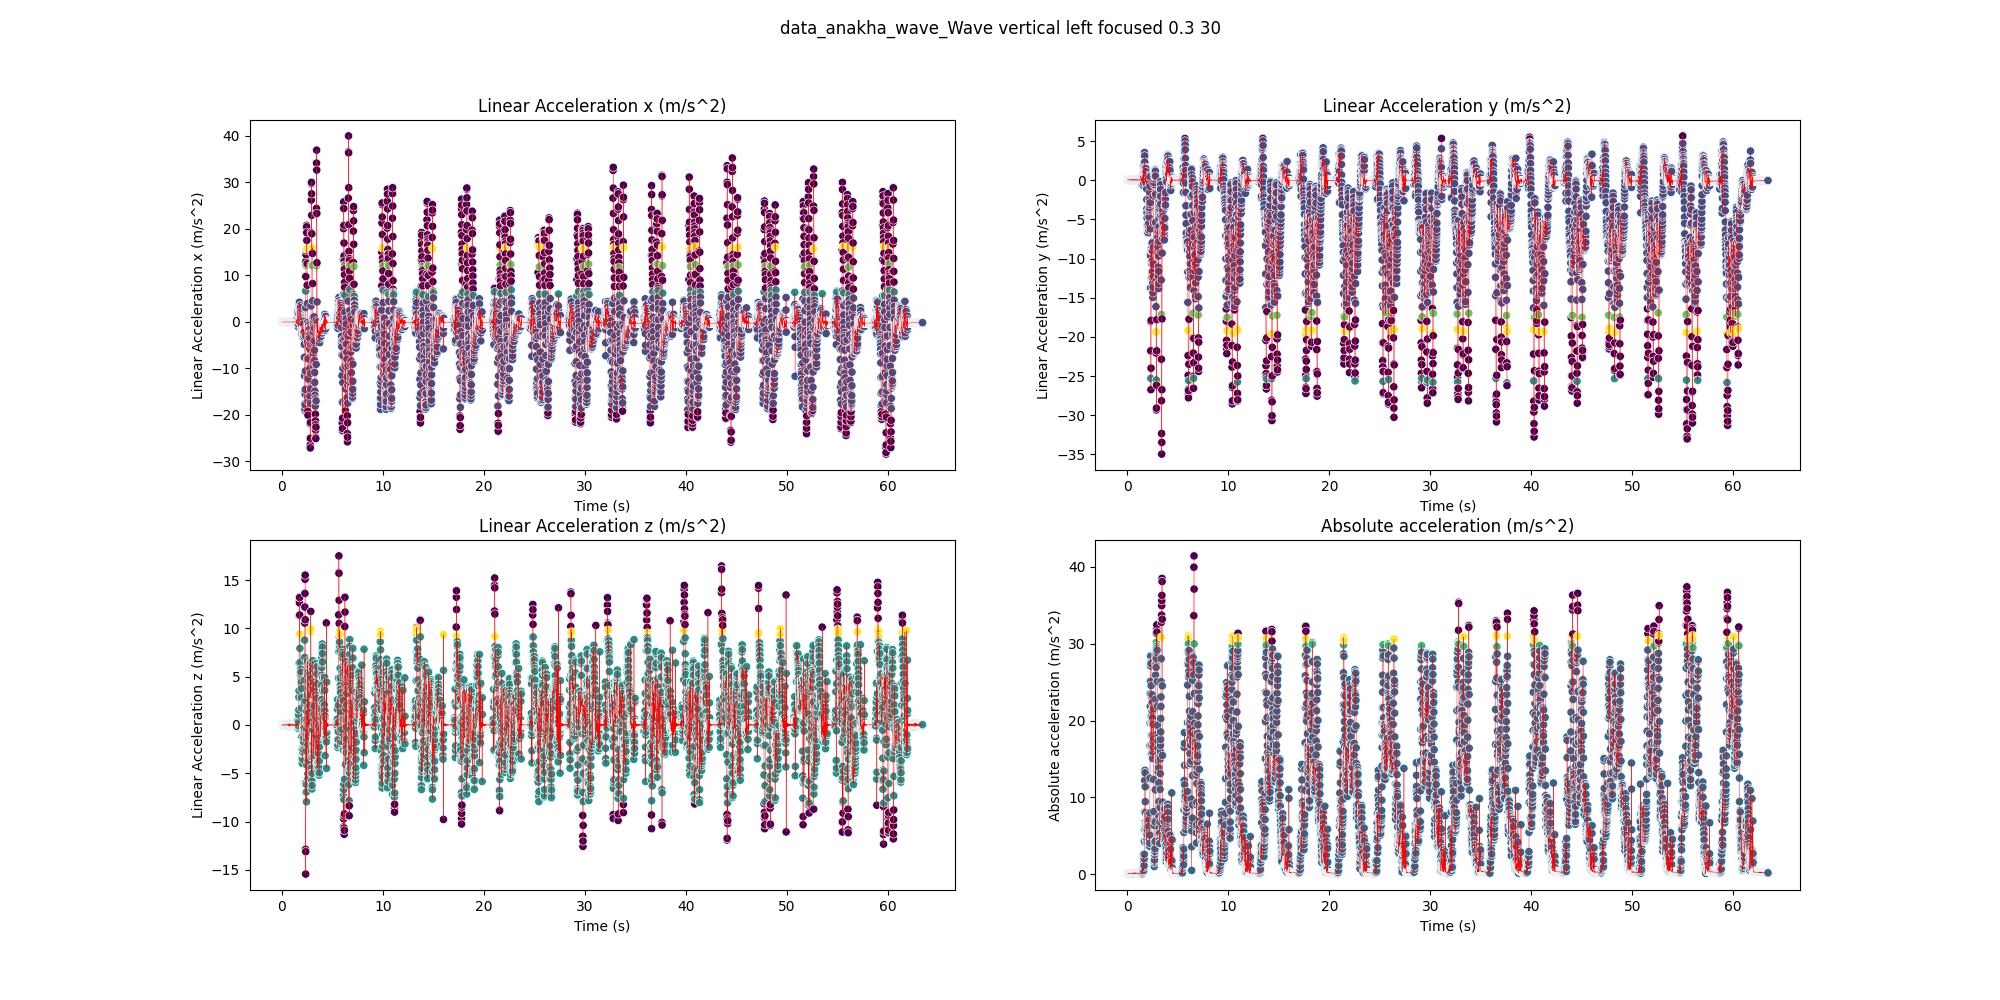 data_anakha_wave_Wave vertical left focused 0.3 30
Linear Acceleration x (m/s^2)
Linear Acceleration x (m/s^2)
40
30
20
10
0
−10
−20
−30
0 10 20 30 40 50 60
Time (s)
Linear Acceleration y (m/s^2)
Linear Acceleration y (m/s^2)
5
0
−5
−10
−15
−20
−25
−30
−35
0 10 20 30 40 50 60
Time (s)
Linear Acceleration z (m/s^2)
Linear Acceleration z (m/s^2)
15
10
5
0
−5
−10
−15
0 10 20 30 40 50 60
Time (s)
Absolute acceleration (m/s^2)
Absolute acceleration (m/s^2)
40
30
20
10
0
0 10 20 30 40 50 60
Time (s)